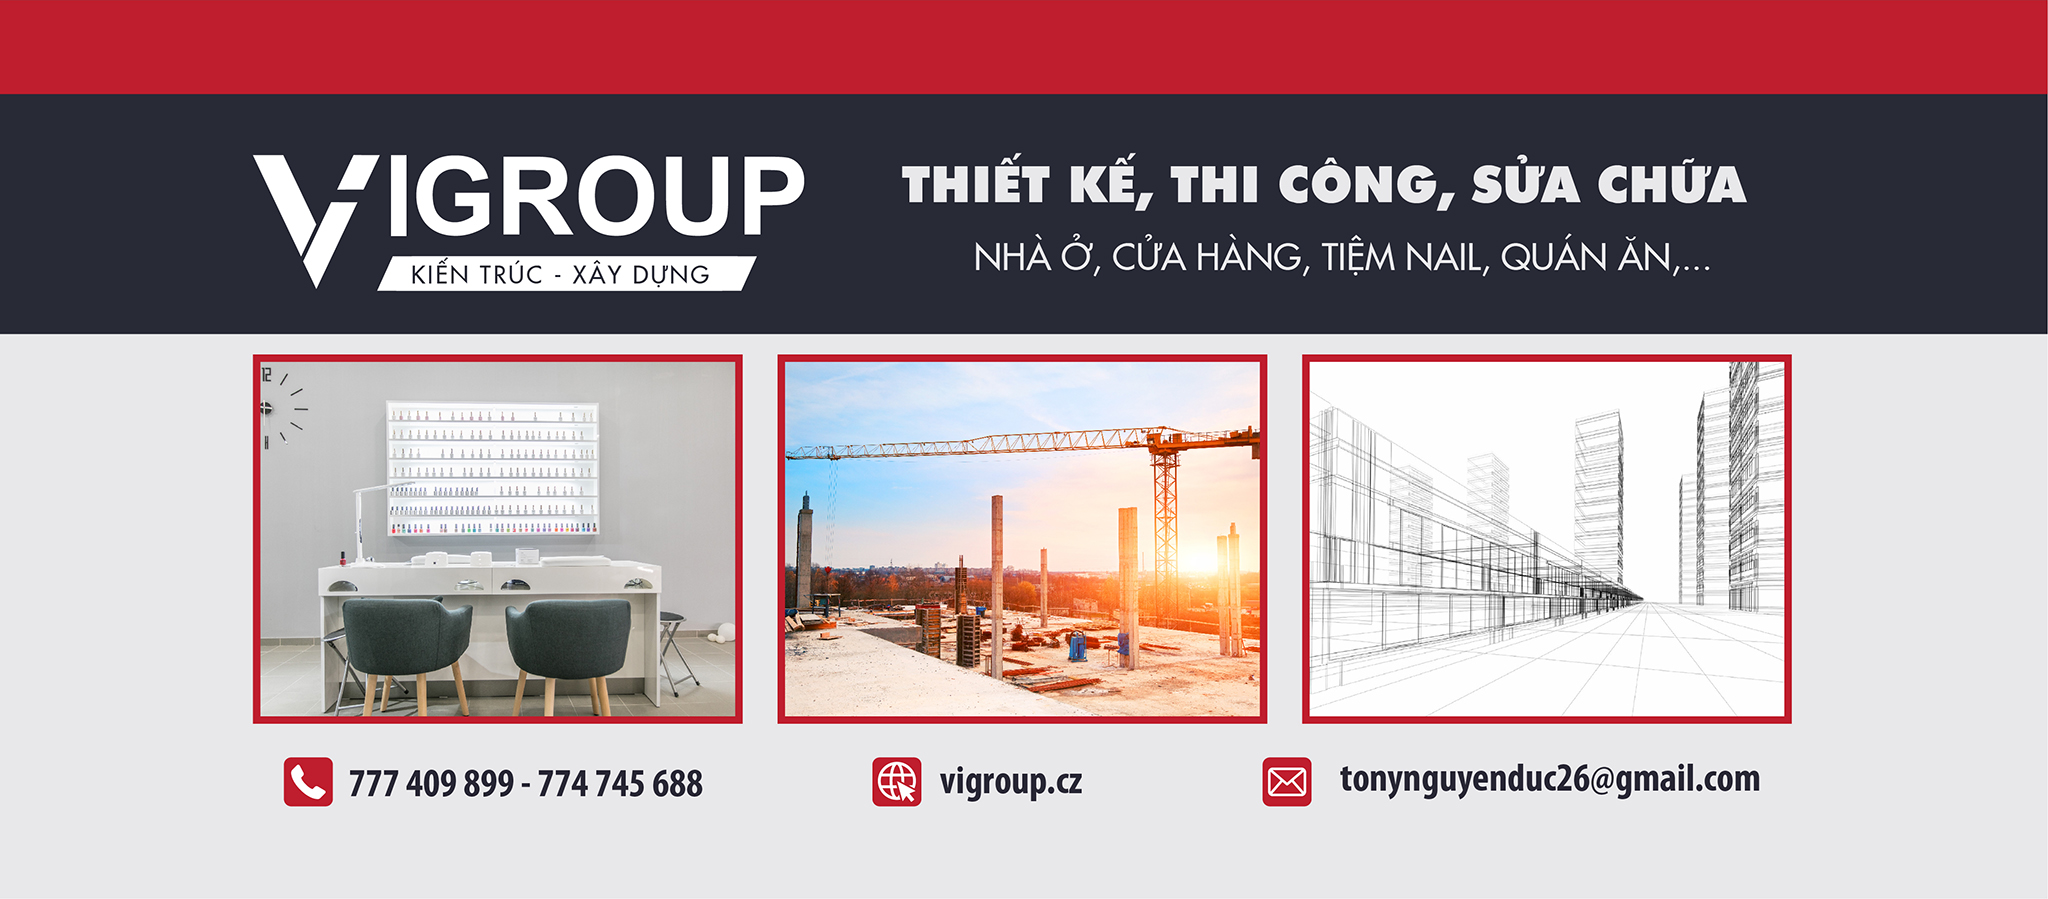 VIGROUP
KIẾN TRÚC - XÂY DỰNG
THIẾT KẾ, THI CÔNG, SỬA CHỮA
NHÀ Ở, CỬA HÀNG, TIỆM NAIL, QUÁN ĂN,...
12
777 409 899 - 774 745 688
vigroup.cz
tonynguyenduc26@gmail.com